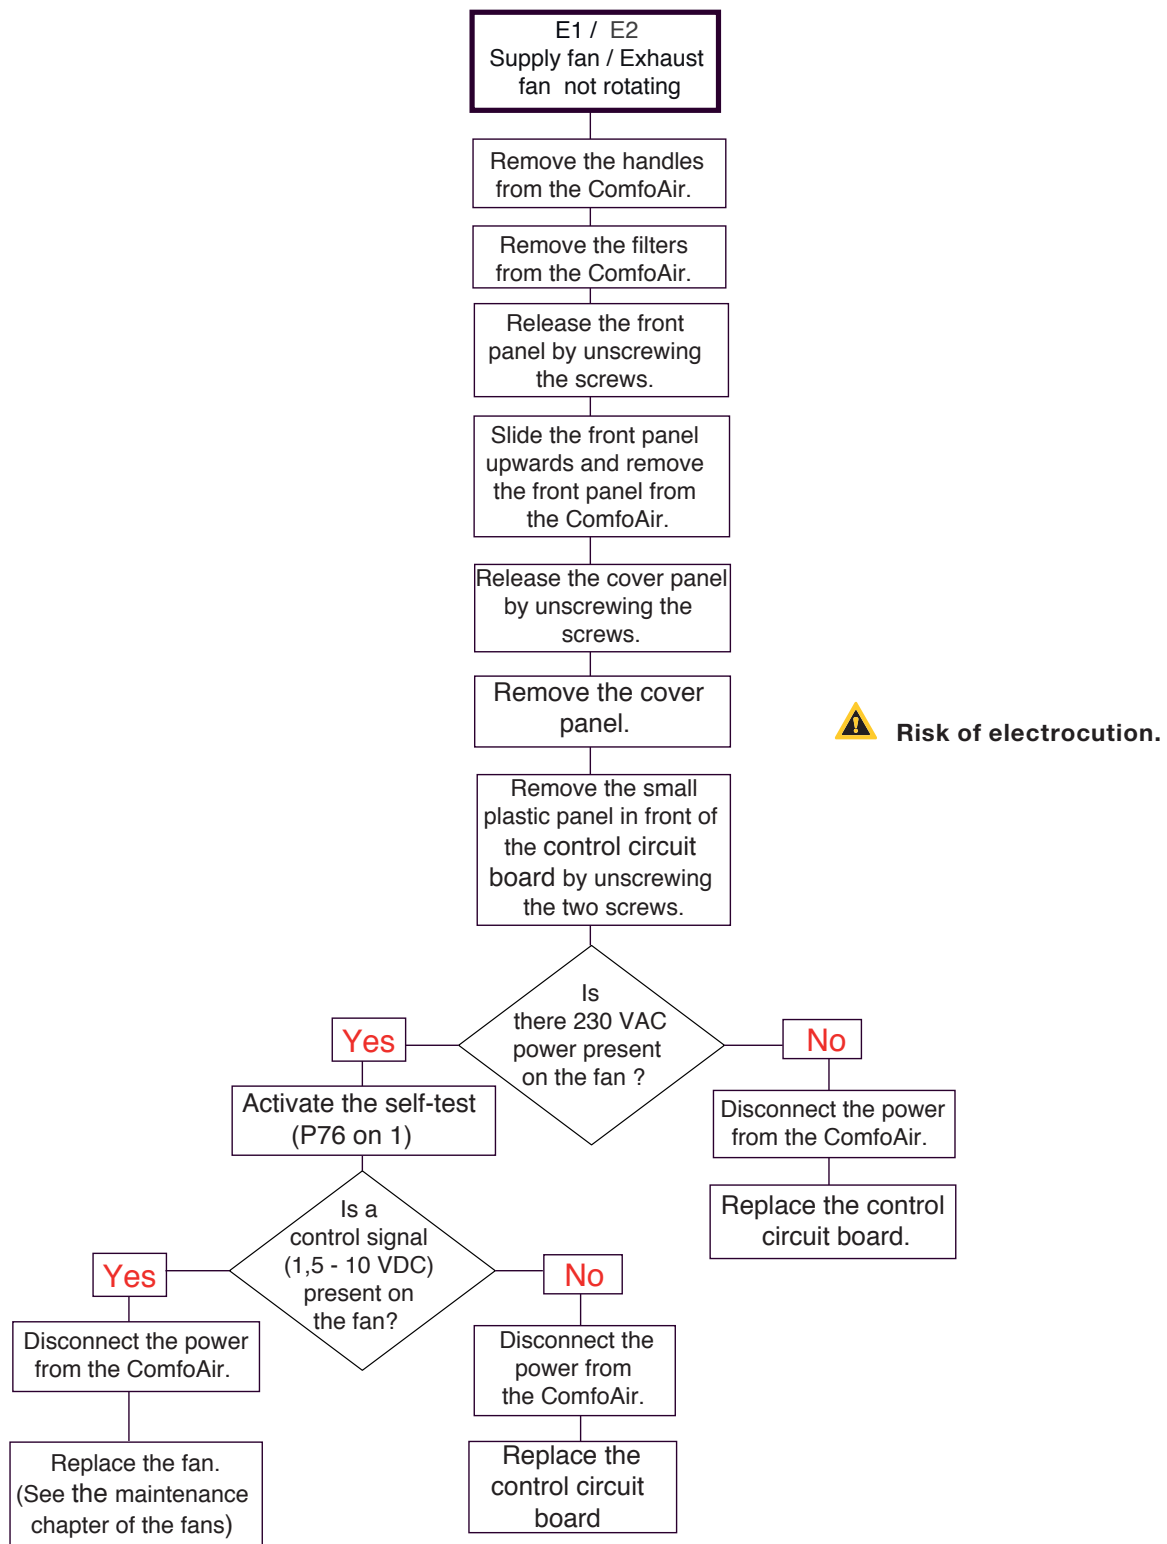 E1 / E2
Supply fan / Exhaust
fan not rotating
Remove the handles
from the ComfoAir.
Remove the filters
from the ComfoAir.
Release the front
panel by unscrewing
the screws.
Slide the front panel
upwards and remove
the front panel from
the ComfoAir.
Release the cover panel
by unscrewing the
screws.
Remove the cover
panel.
Risk of electrocution.
Remove the small
plastic panel in front of
the control circuit
board by unscrewing
the two screws.
Is
there 230 VAC
power present
on the fan ?
Yes
No
Activate the self-test
(P76 on 1)
Disconnect the power
from the ComfoAir.
Replace the control
circuit board.
Is a
control signal
(1,5 - 10 VDC)
present on
the fan?
Yes
No
Disconnect the power
from the ComfoAir.
Disconnect the
power from
the ComfoAir.
Replace the fan.
(See the maintenance
chapter of the fans)
Replace the
control circuit
board